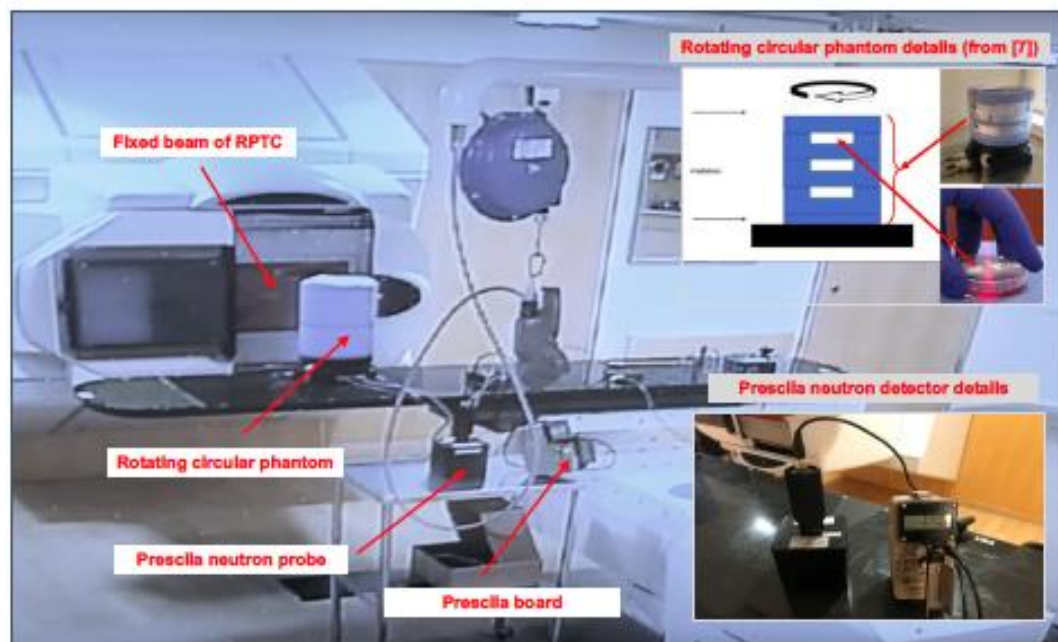 Rotating circular phantom details (from [7])
Fixed beam of RPTC
Prescila neutron detector details
Rotating circular phantom
Prescila neutron probe
Prescila board